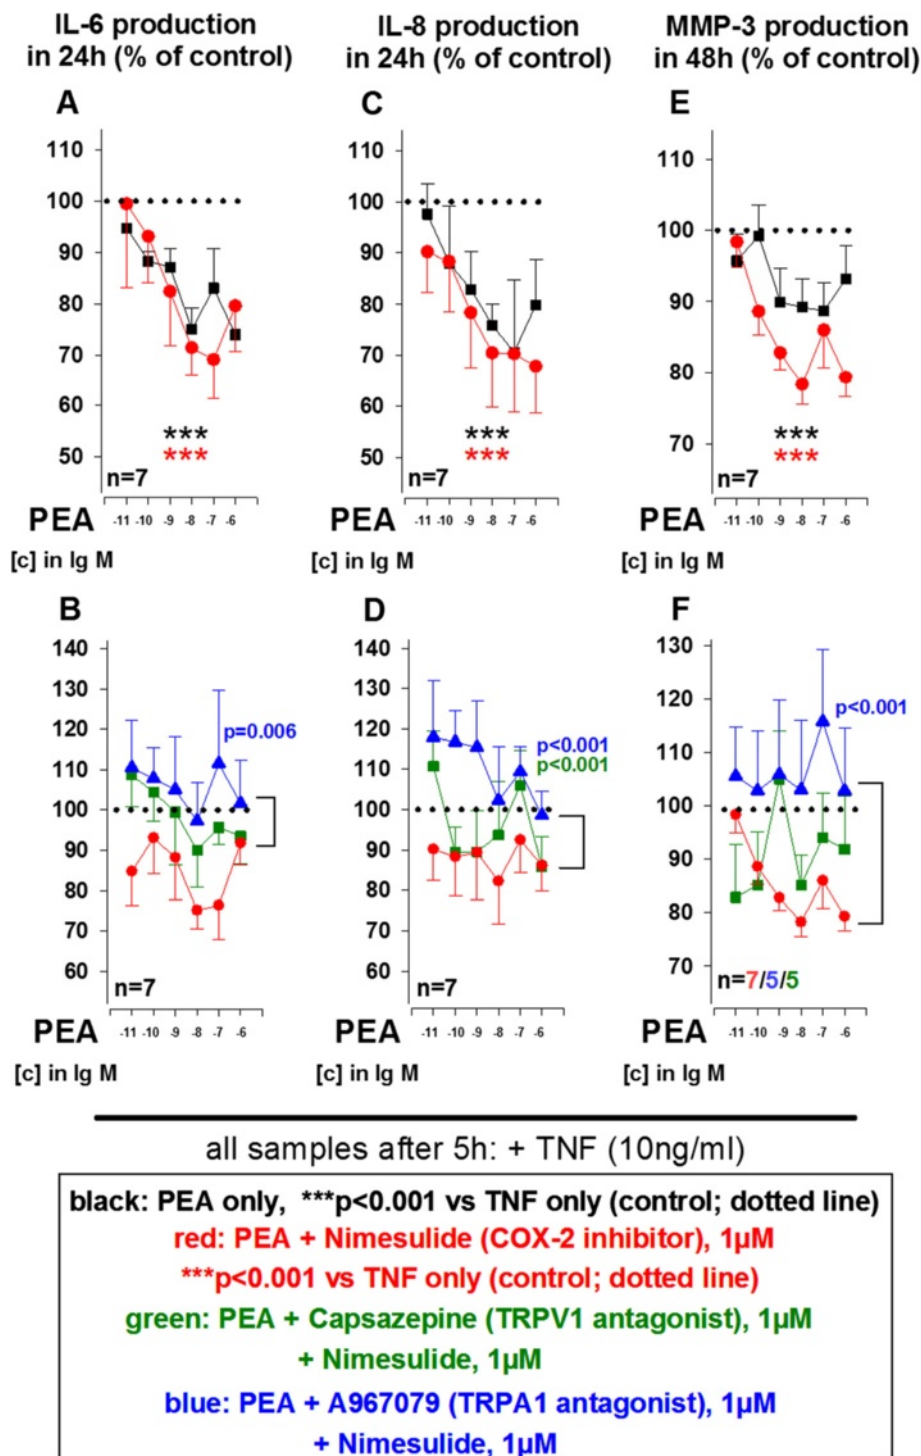 IL-6 production
in 24h (% of control)
IL-8 production
in 24h (% of control)
MMP-3 production
in 48h (% of control)
A
110
100
90
80
70
60
50
***
***
n=7
PEA
-11 -10 -9 -8 -7 -6
[c] in lg M
C
110
100
90
80
70
60
50
***
***
n=7
PEA
-11 -10 -9 -8 -7 -6
[c] in lg M
E
110
100
90
80
70
***
***
n=7
PEA
-11 -10 -9 -8 -7 -6
[c] in lg M
B
140
130
120
110
100
90
80
70
60
p=0.006
n=7
PEA
-11 -10 -9 -8 -7 -6
[c] in lg M
D
140
130
120
110
100
90
80
70
60
p<0.001
p<0.001
n=7
PEA
-11 -10 -9 -8 -7 -6
[c] in lg M
F
130
120
110
100
90
80
70
p<0.001
n=7/5/5
PEA
-11 -10 -9 -8 -7 -6
[c] in lg M
all samples after 5h: + TNF (10ng/ml)
black: PEA only, ***p<0.001 vs TNF only (control; dotted line)
red: PEA + Nimesulide (COX-2 inhibitor), 1µM
***p<0.001 vs TNF only (control; dotted line)
green: PEA + Capsazepine (TRPV1 antagonist), 1µM
+ Nimesulide, 1µM
blue: PEA + A967079 (TRPA1 antagonist), 1µM
+ Nimesulide, 1µM